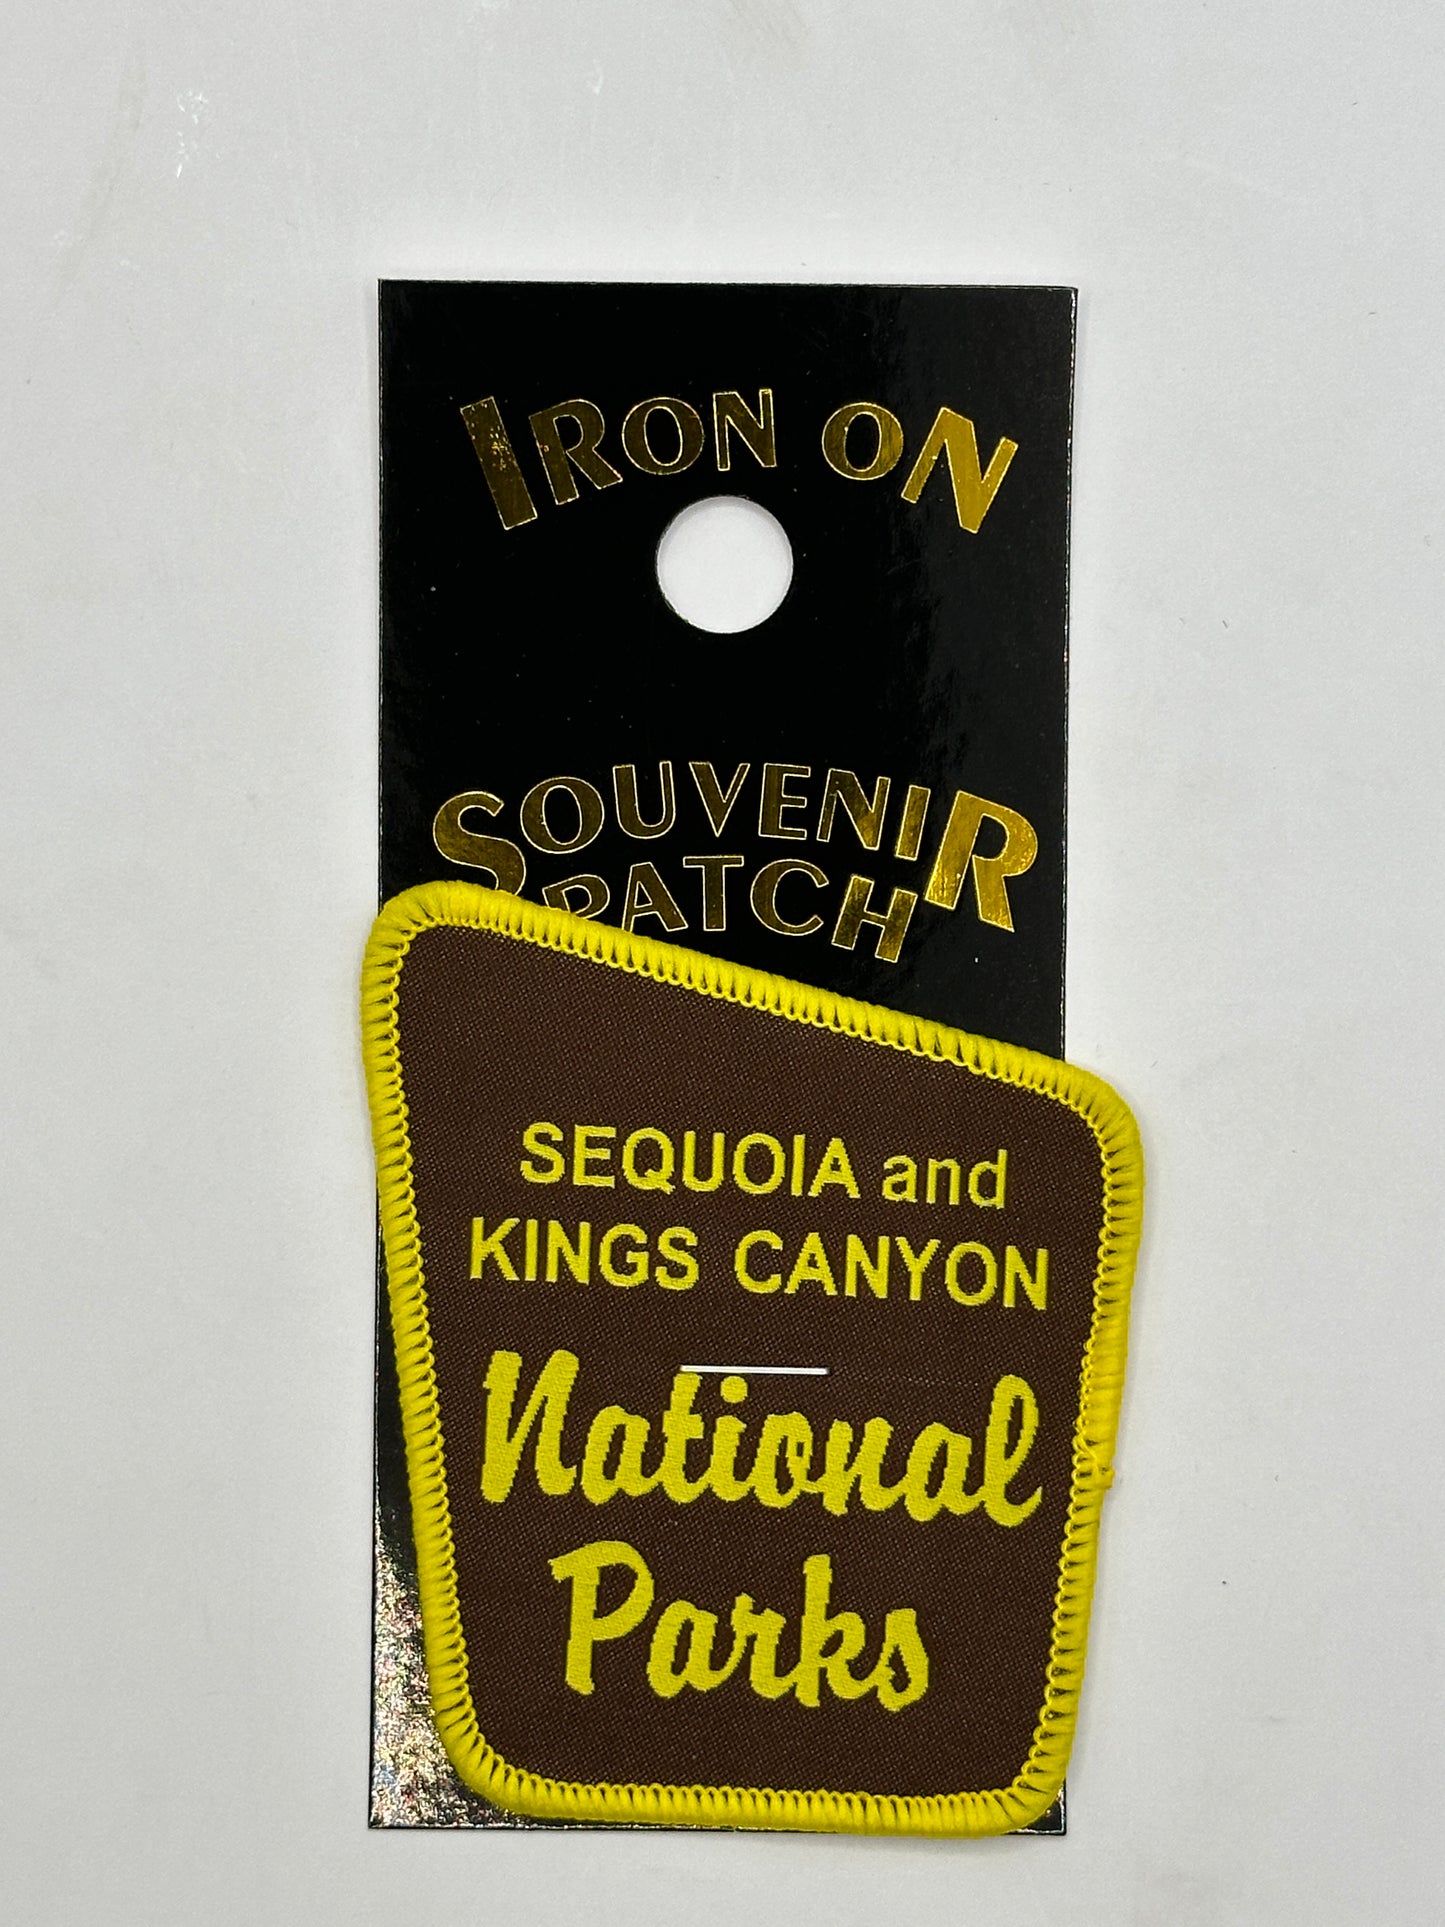 IRON ON
SOUVENIR
PATCH
SEQUOIA and
KINGS CANYON
National
Parks